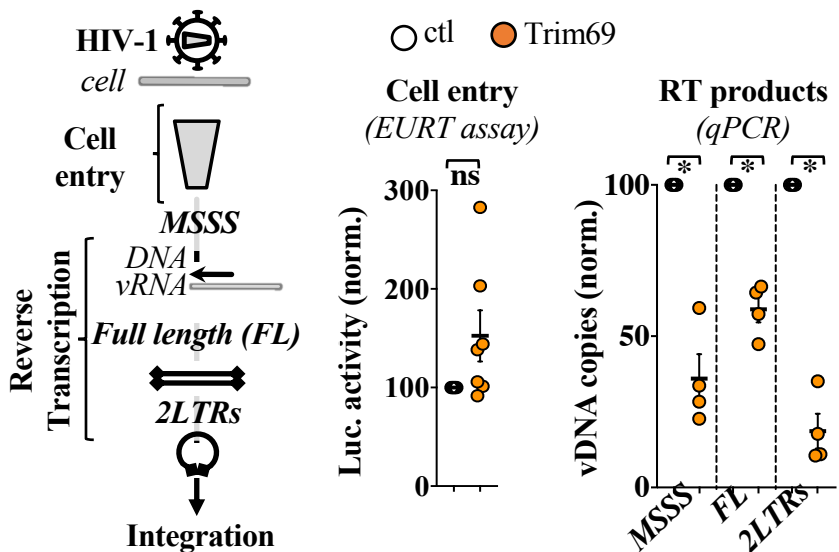 HIV-1
cell
Cell
entry
MSSS
DNA
vRNA
Reverse
Transcription
Full length (FL)
2LTRs
Integration
ctl
Trim69
Cell entry
(EURT assay)
ns
Luc. activity (norm.)
300
200
100
0
RT products
(qPCR)
* * *
vDNA copies (norm.)
100
50
0
MSSS
FL
2LTRs